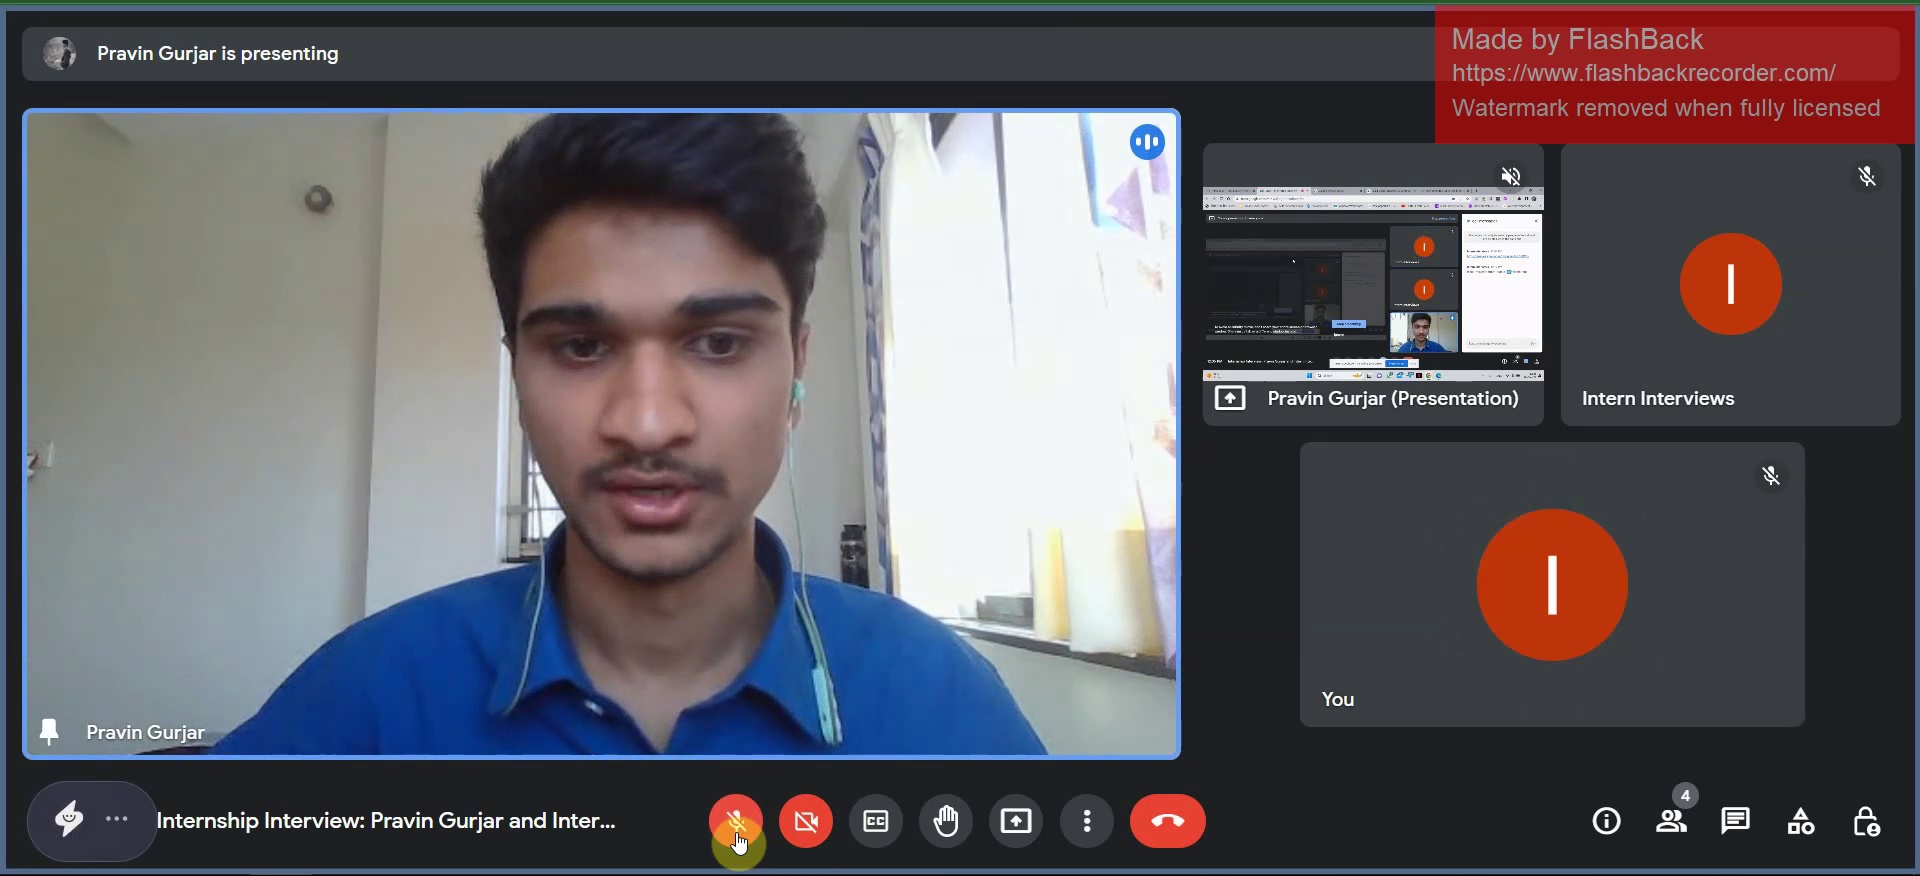 Pravin Gurjar is presenting
Made by FlashBack
https://www.flashbackrecorder.com/
Watermark removed when fully licensed
Pravin Gurjar (Presentation)
Intern Interviews
I
I
You
Pravin Gurjar
Internship Interview: Pravin Gurjar and Inter...
CC
4